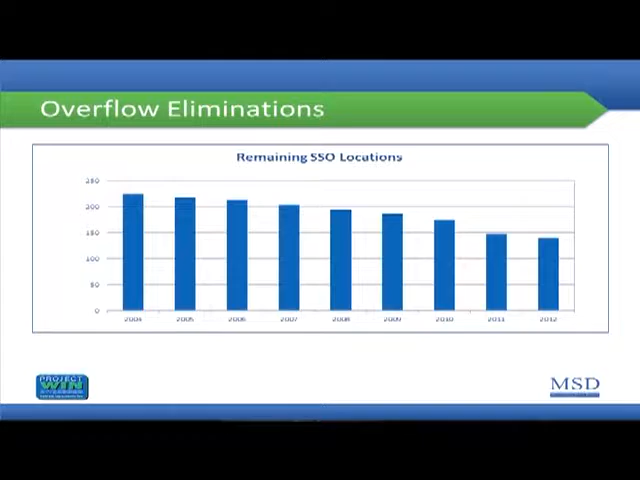 Overflow Eliminations
Remaining SSO Locations
250
200
150
100
50
0
2004 2005 2006 2007 2008 2009 2010 2011 2012
PROJECT
WIN
MSD